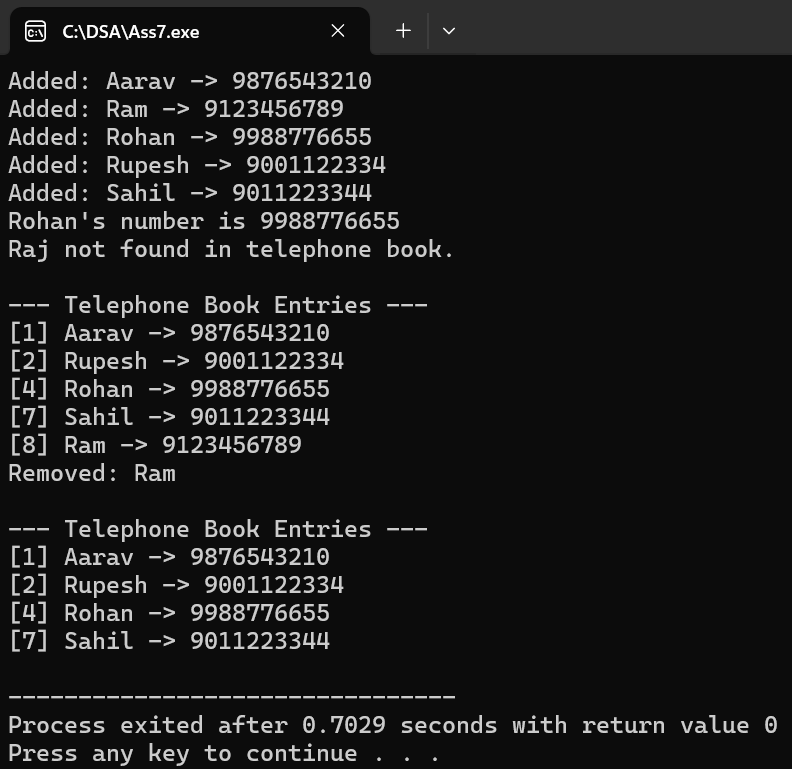 C:\DSA\Ass7.exe
Added: Aarav -> 9876543210
Added: Ram -> 9123456789
Added: Rohan -> 9988776655
Added: Rupesh -> 9001122334
Added: Sahil -> 9011223344
Rohan's number is 9988776655
Raj not found in telephone book.

--- Telephone Book Entries ---
[1] Aarav -> 9876543210
[2] Rupesh -> 9001122334
[4] Rohan -> 9988776655
[7] Sahil -> 9011223344
[8] Ram -> 9123456789
Removed: Ram

--- Telephone Book Entries ---
[1] Aarav -> 9876543210
[2] Rupesh -> 9001122334
[4] Rohan -> 9988776655
[7] Sahil -> 9011223344

--------------------------------
Process exited after 0.7029 seconds with return value 0
Press any key to continue . . .